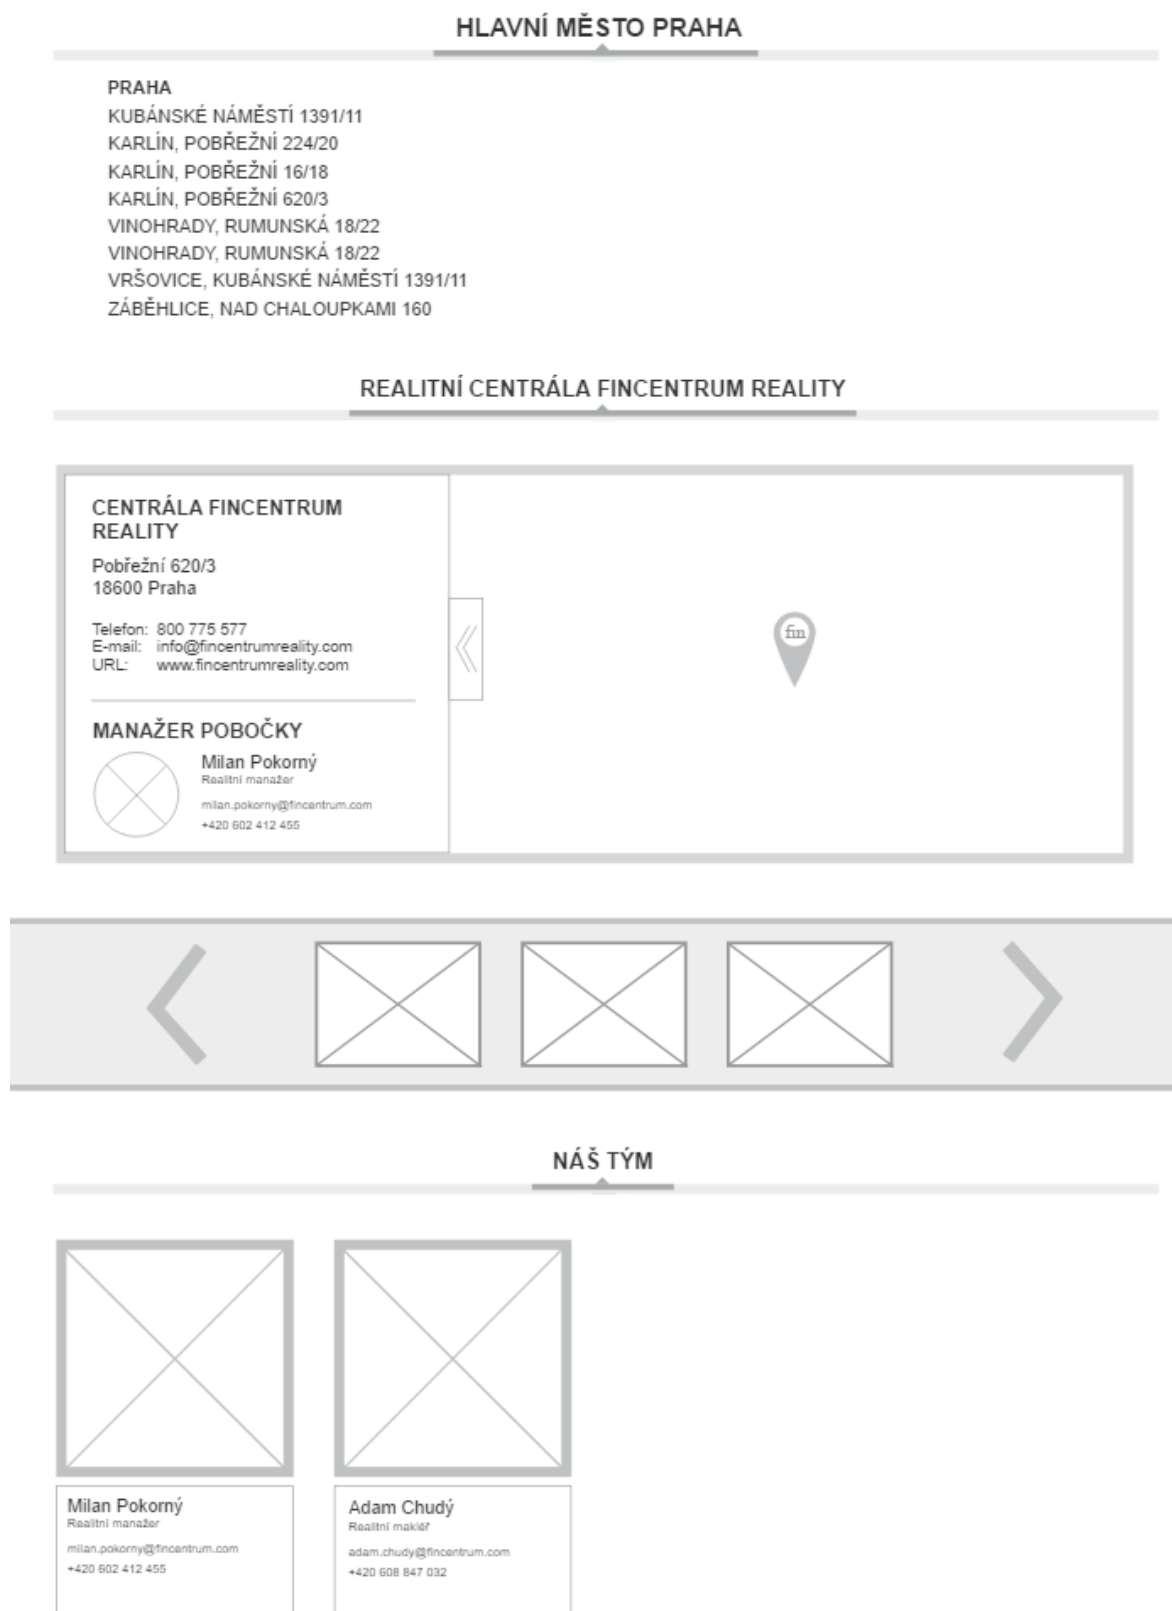 HLAVNÍ MĚSTO PRAHA
PRAHA
KUBÁNSKÉ NÁMĚSTÍ 1391/11
KARLÍN, POBŘEŽNÍ 224/20
KARLÍN, POBŘEŽNÍ 16/18
KARLÍN, POBŘEŽNÍ 620/3
VINOHRADY, RUMUNSKÁ 18/22
VINOHRADY, RUMUNSKÁ 18/22
VRŠOVICE, KUBÁNSKÉ NÁMĚSTÍ 1391/11
ZÁBĚHLICE, NAD CHALOUPKAMI 160
REALITNÍ CENTRÁLA FINCENTRUM REALITY
CENTRÁLA FINCENTRUM
REALITY
Pobřežní 620/3
18600 Praha
Telefon: 800 775 577
E-mail: info@fincentrumreality.com
URL: www.fincentrumreality.com
MANAŽER POBOČKY
Milan Pokorný
Realitní manažer
milan.pokorny@fincentrum.com
+420 602 412 455
fin
NÁŠ TÝM
Milan Pokorný
Realitní manažer
milan.pokorny@fincentrum.com
+420 602 412 455
Adam Chudý
Realitní makléř
adam.chudy@fincentrum.com
+420 608 847 032